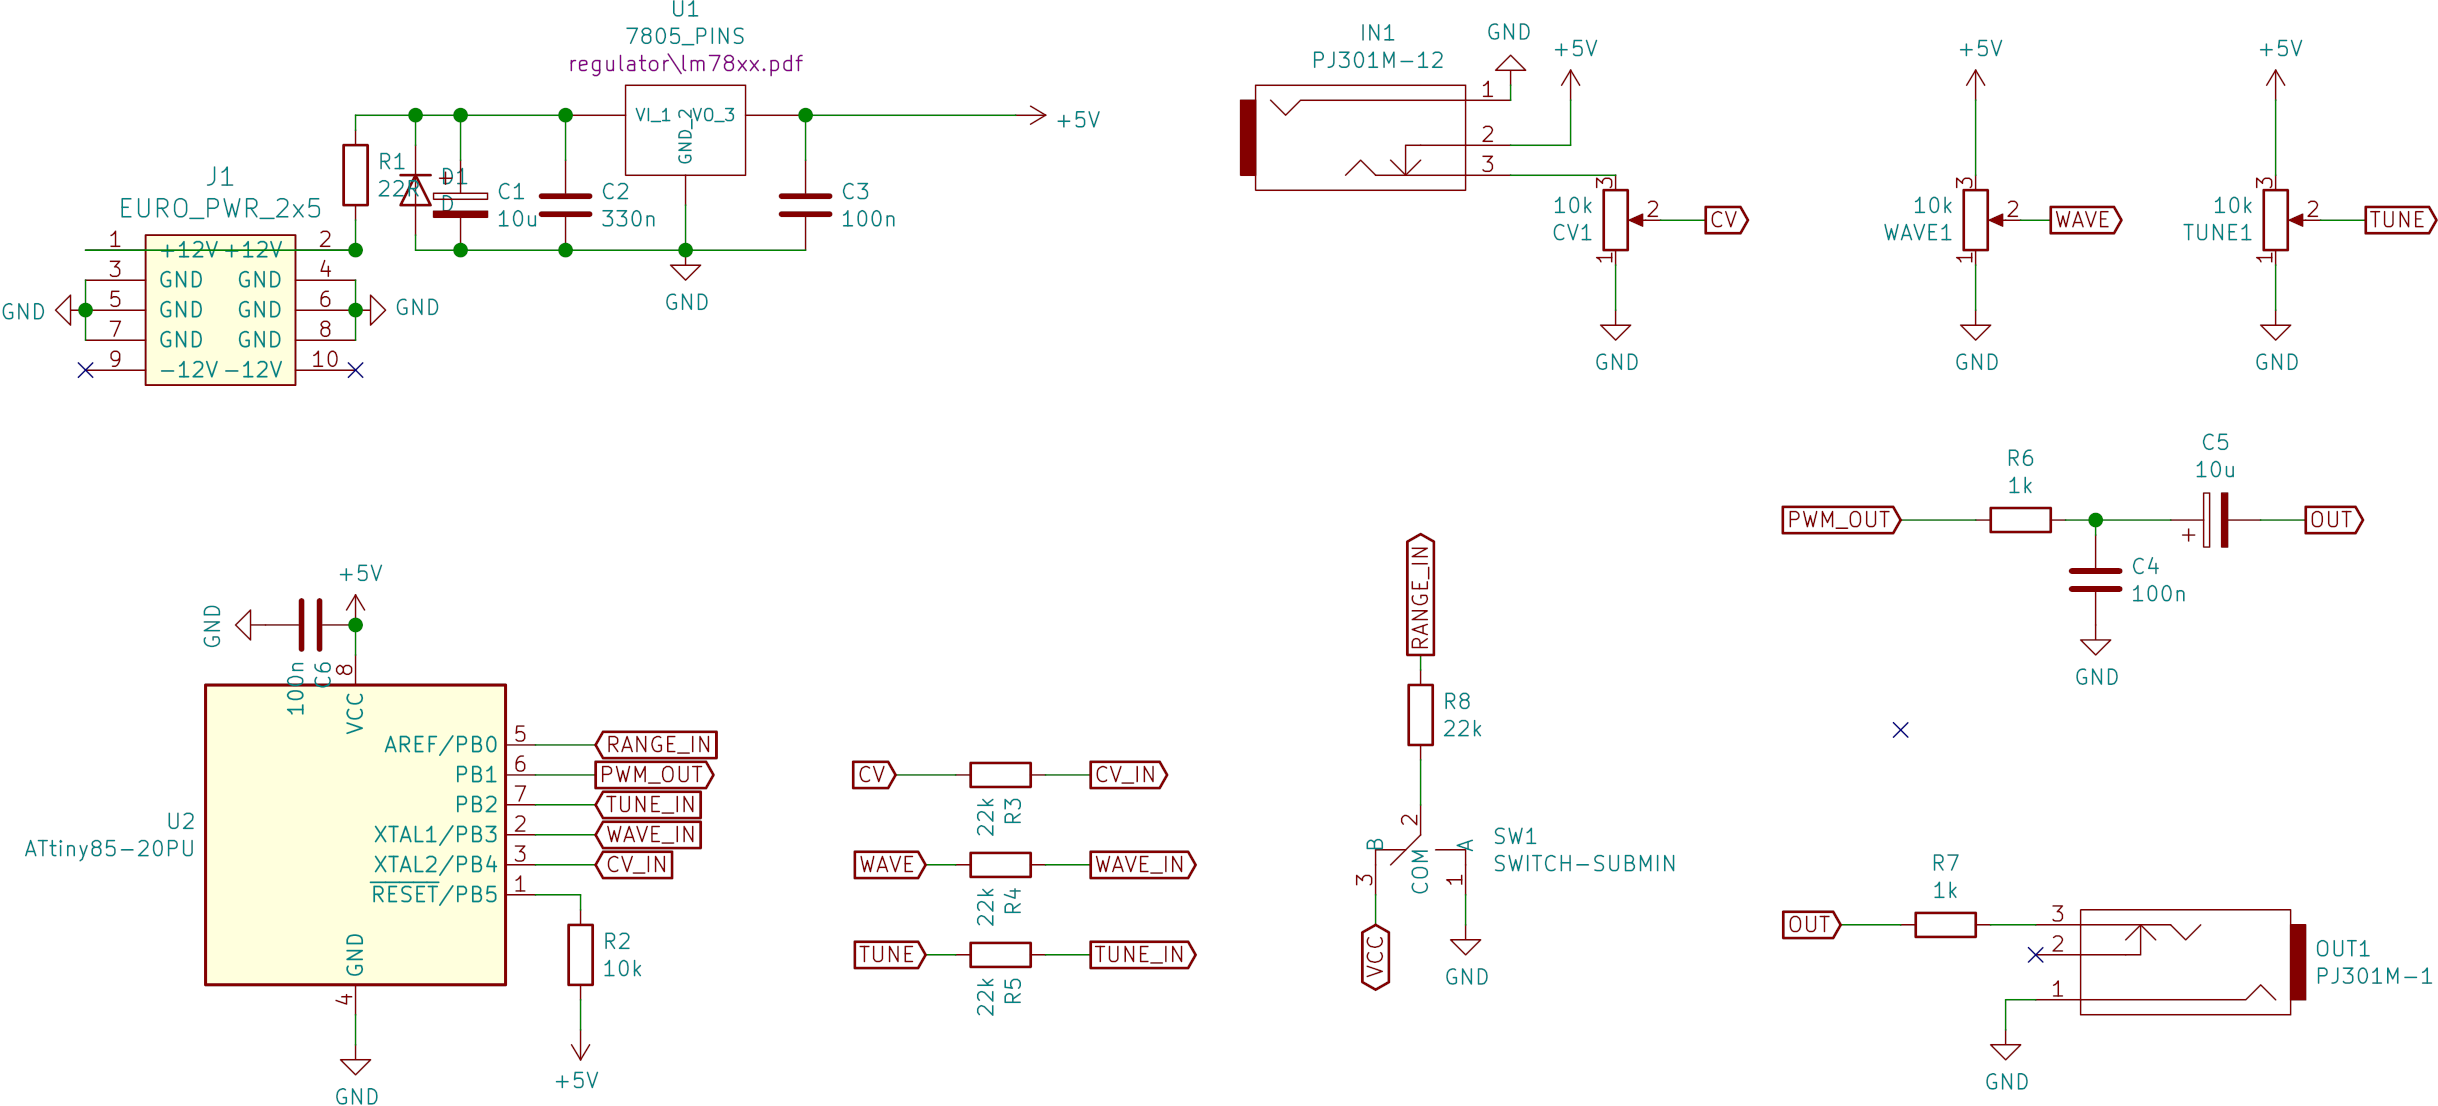 U1
7805_PINS
regulator\lm78xx.pdf
VI_1
VO_3
GND_2
+5V
GND
R1
22R
D1
D
+
C1
10u
C2
330n
C3
100n
J1
EURO_PWR_2x5
1 +12V +12V 2
3 GND GND 4
5 GND GND 6
7 GND GND 8
9 -12V -12V 10
GND
GND
IN1
PJ301M-12
1
2
3
GND
+5V
10k
CV1
3
2
1
CV
GND
+5V
10k
WAVE1
3
2
1
WAVE
GND
+5V
10k
TUNE1
3
2
1
TUNE
GND
PWM_OUT
R6
1k
C5
10u
+
OUT
C4
100n
GND
+5V
GND
100n
C6
8
VCC
U2
ATtiny85-20PU
AREF/PB0 5 RANGE_IN
PB1 6 PWM_OUT
PB2 7 TUNE_IN
XTAL1/PB3 2 WAVE_IN
XTAL2/PB4 3 CV_IN
RESET/PB5 1
GND
4
GND
R2
10k
+5V
CV
22k
R3
CV_IN
WAVE
22k
R4
WAVE_IN
TUNE
22k
R5
TUNE_IN
RANGE_IN
R8
22k
2
B
COM
A
3
1
SW1
SWITCH-SUBMIN
VCC
GND
OUT
R7
1k
3
2
1
OUT1
PJ301M-1
GND